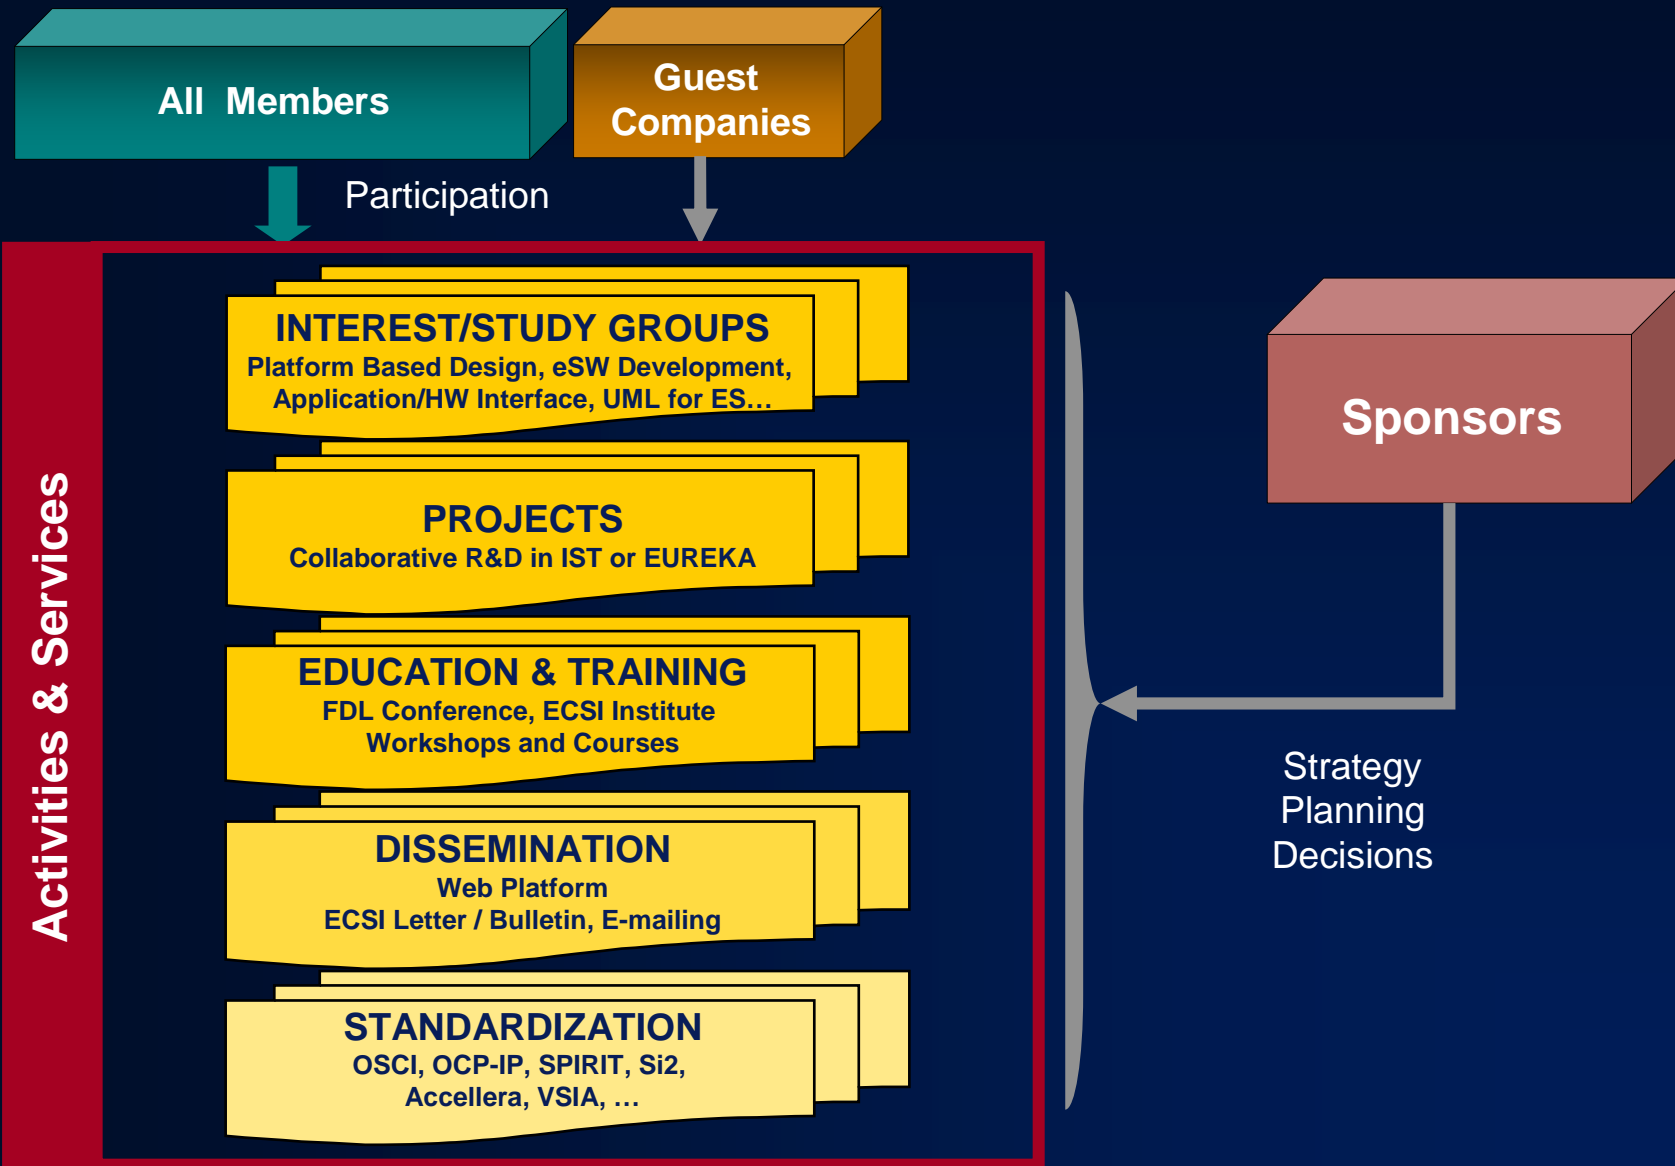 All Members
Guest
Companies
Participation
Activities & Services
INTEREST/STUDY GROUPS
Platform Based Design, eSW Development,
Application/HW Interface, UML for ES…
PROJECTS
Collaborative R&D in IST or EUREKA
EDUCATION & TRAINING
FDL Conference, ECSI Institute
Workshops and Courses
DISSEMINATION
Web Platform
ECSI Letter / Bulletin, E-mailing
STANDARDIZATION
OSCI, OCP-IP, SPIRIT, Si2,
Accellera, VSIA, …
Sponsors
Strategy
Planning
Decisions